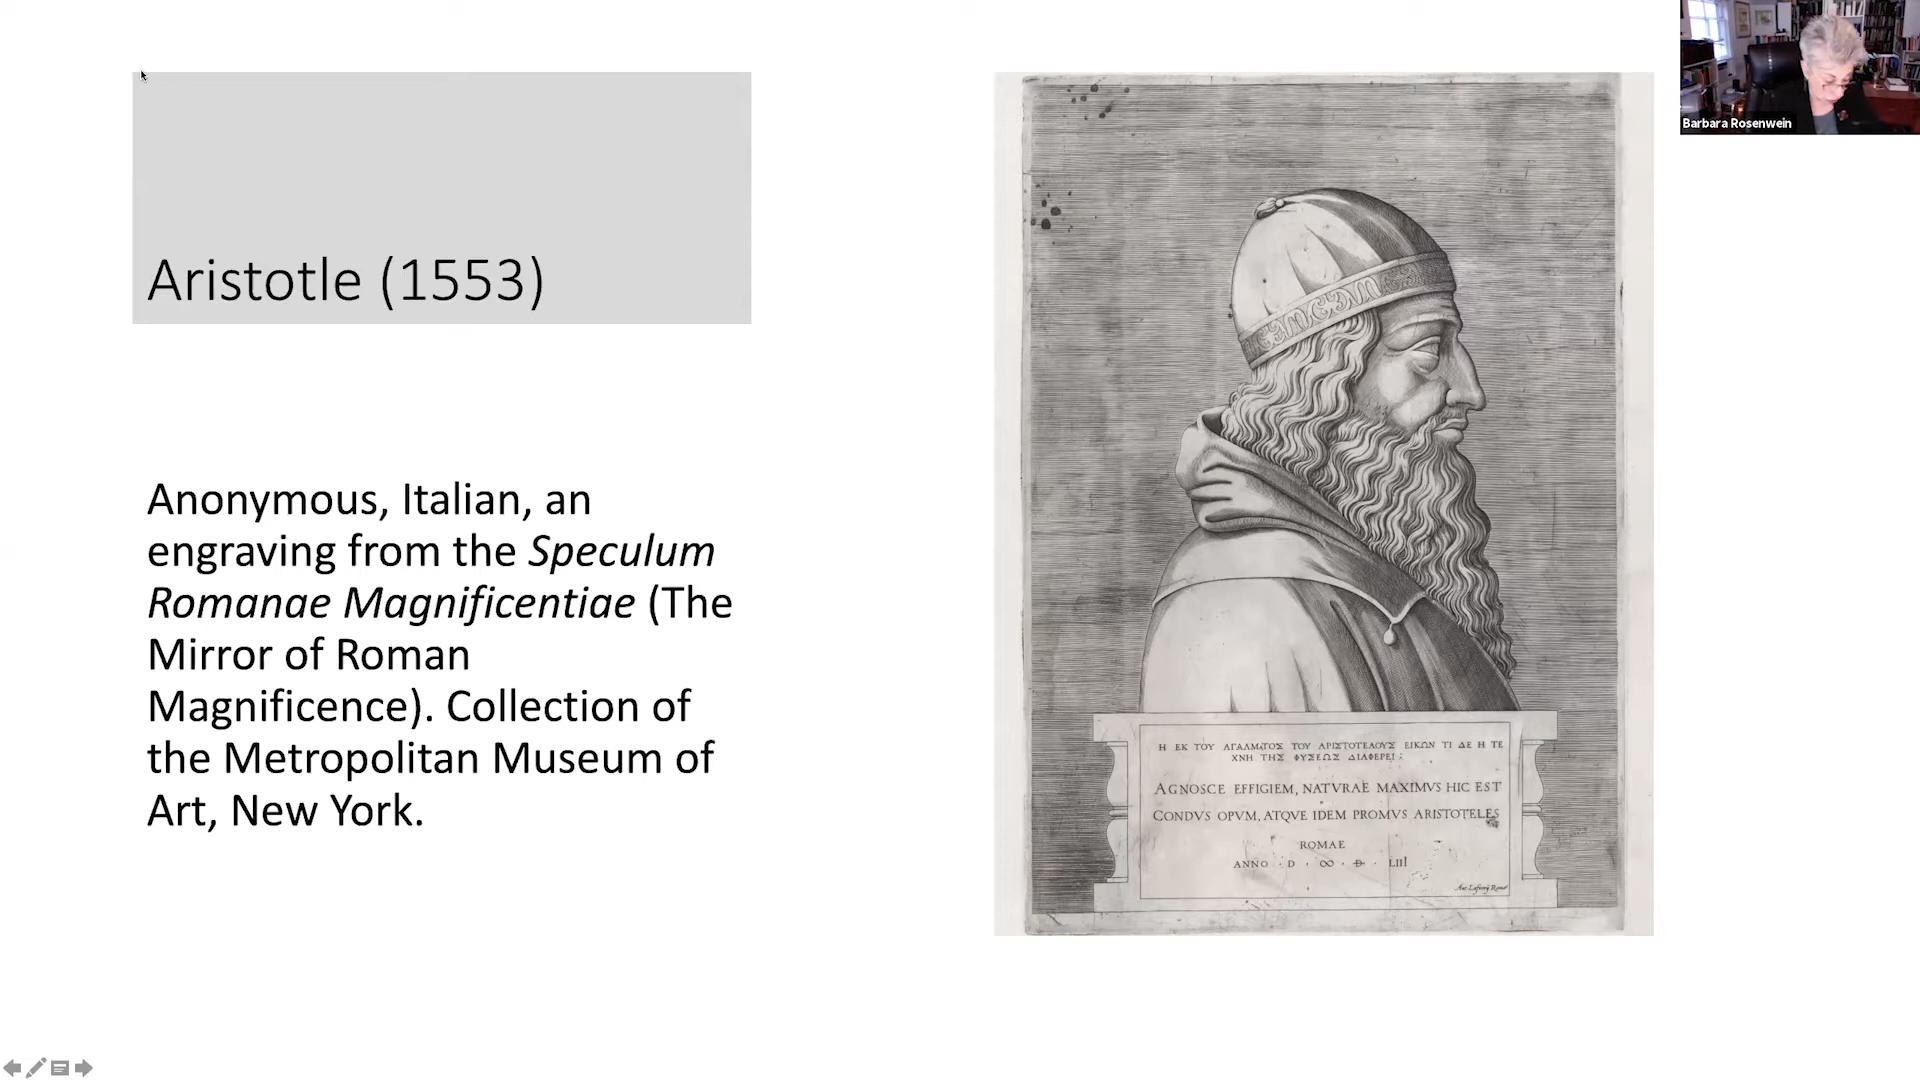 Aristotle (1553)
Anonymous, Italian, an
engraving from the Speculum
Romanae Magnificentiae (The
Mirror of Roman
Magnificence). Collection of
the Metropolitan Museum of
Art, New York.
Barbara Rosenwein
Η ΕΚ ΤΟΥ ΑΓΑΛΜΑΤΟΣ ΤΟΥ ΑΡΙΣΤΟΤΕΛΟΥΣ ΕΙΚΩΝ ΤΙ ΔΕ Η ΤΕ
ΧΝΗ ΤΗΣ ΦΥΣΕΩΣ ΔΙΑΦΕΡΕΙ ;
AGNOSCE EFFIGIEM, NATVRAE MAXIMVS HIC EST
CONDVS OPVM, ATQVE IDEM PROMVS ARISTOTELES
ROMAE
ANNO · D · ∞ · D · LIII